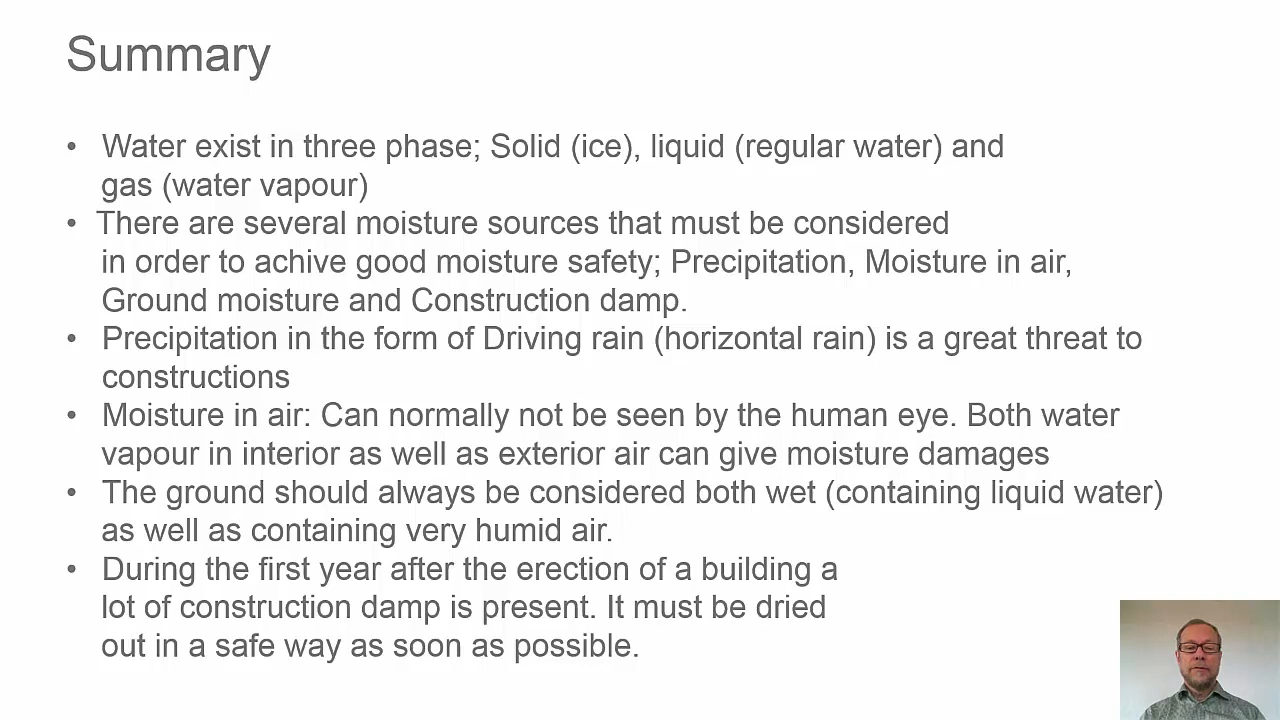 Summary
• Water exist in three phase; Solid (ice), liquid (regular water) and
gas (water vapour)
• There are several moisture sources that must be considered
in order to achive good moisture safety; Precipitation, Moisture in air,
Ground moisture and Construction damp.
• Precipitation in the form of Driving rain (horizontal rain) is a great threat to
constructions
• Moisture in air: Can normally not be seen by the human eye. Both water
vapour in interior as well as exterior air can give moisture damages
• The ground should always be considered both wet (containing liquid water)
as well as containing very humid air.
• During the first year after the erection of a building a
lot of construction damp is present. It must be dried
out in a safe way as soon as possible.